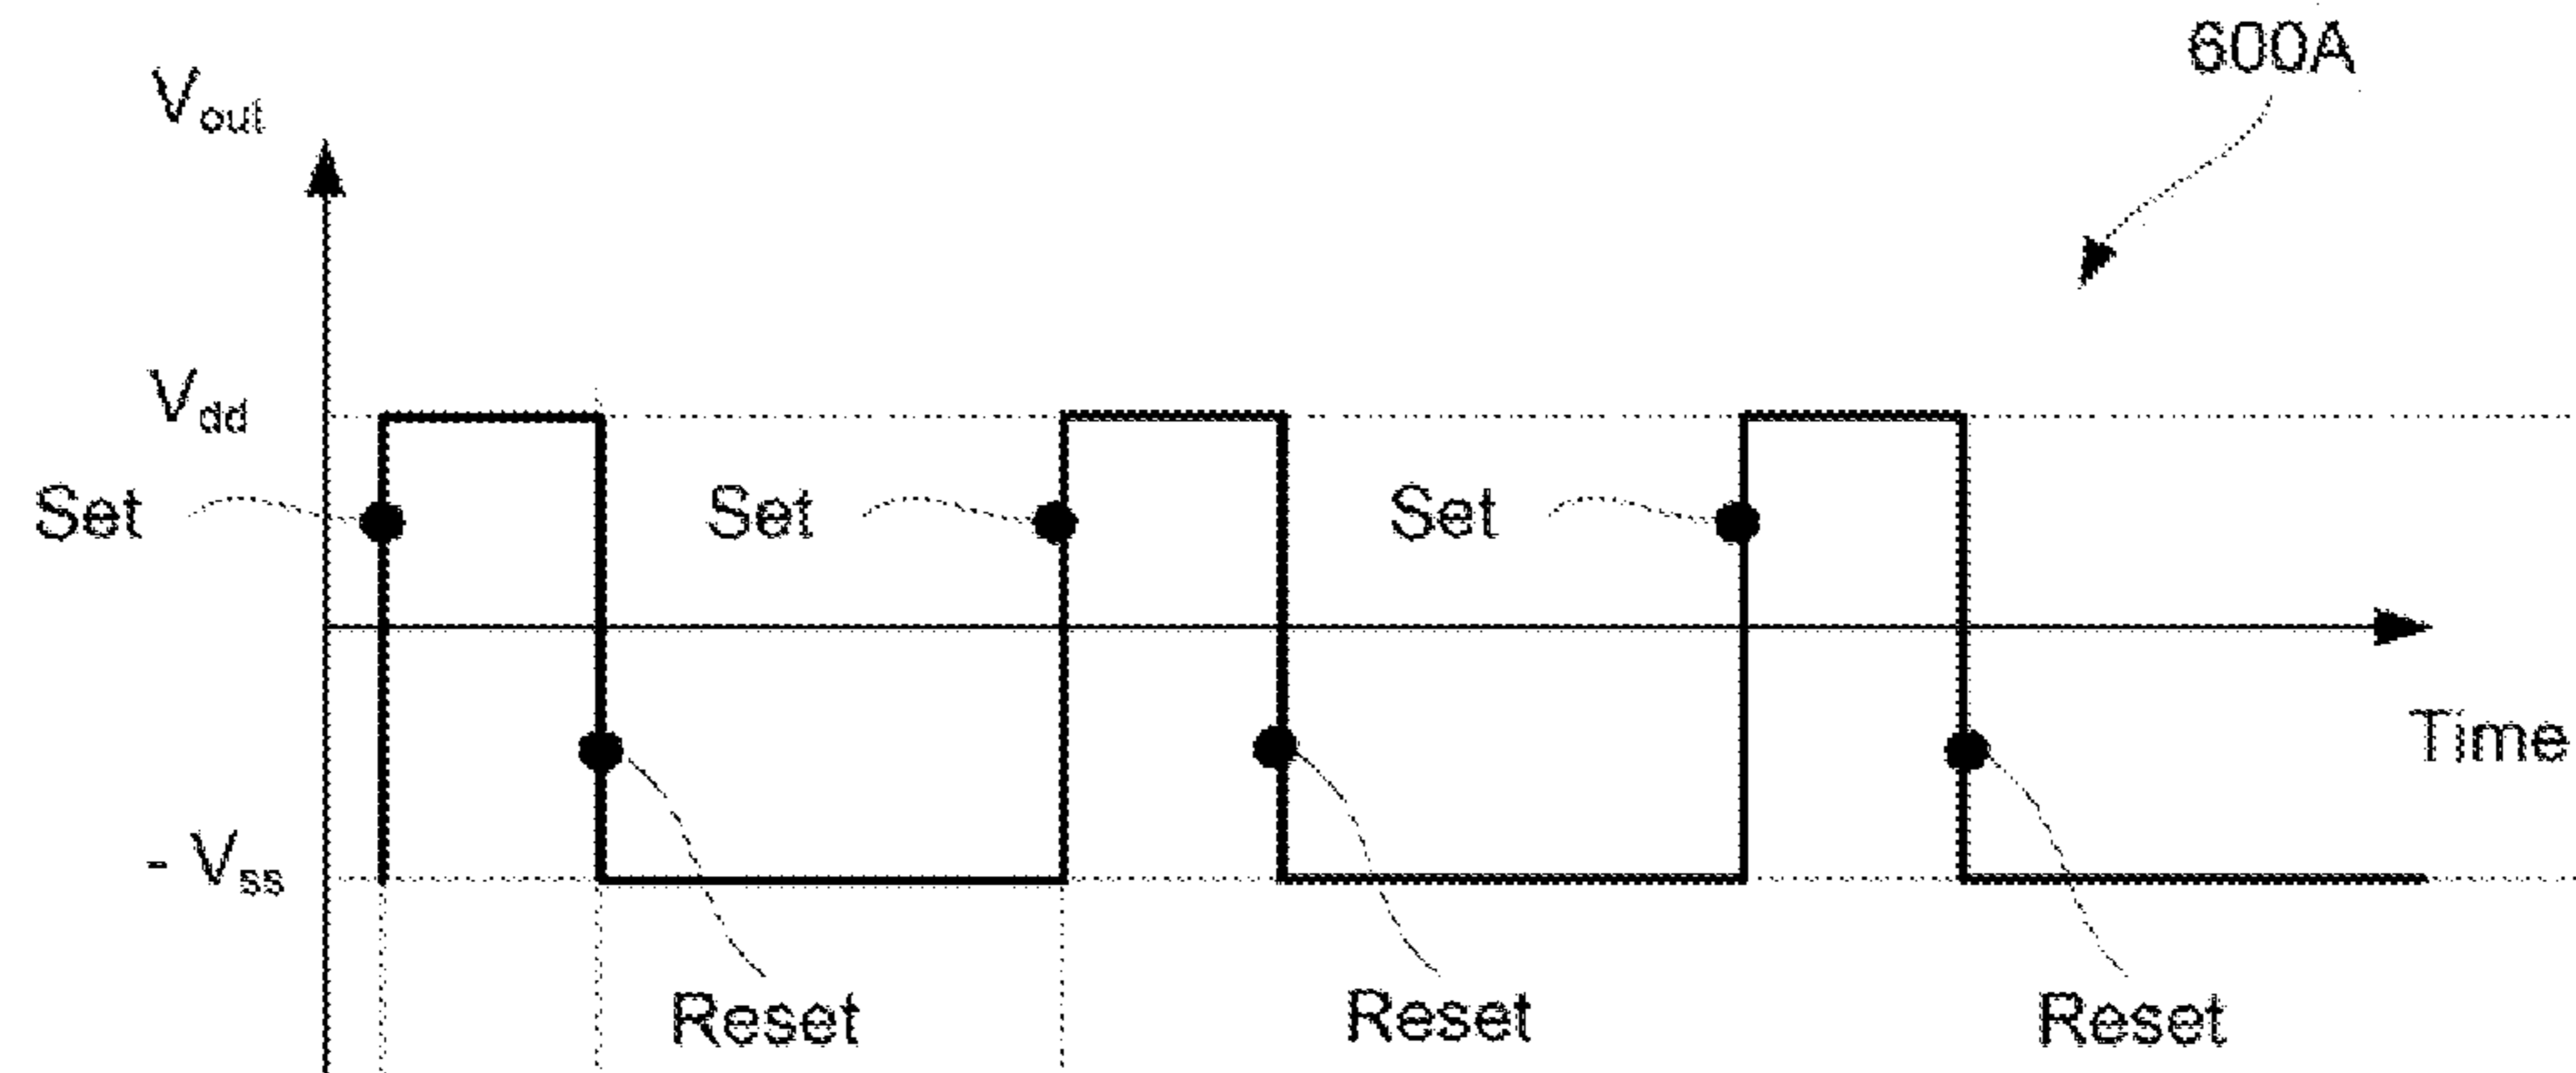 600A
Vout
Vdd
Set Set Set
Time
- Vss
Reset Reset Reset